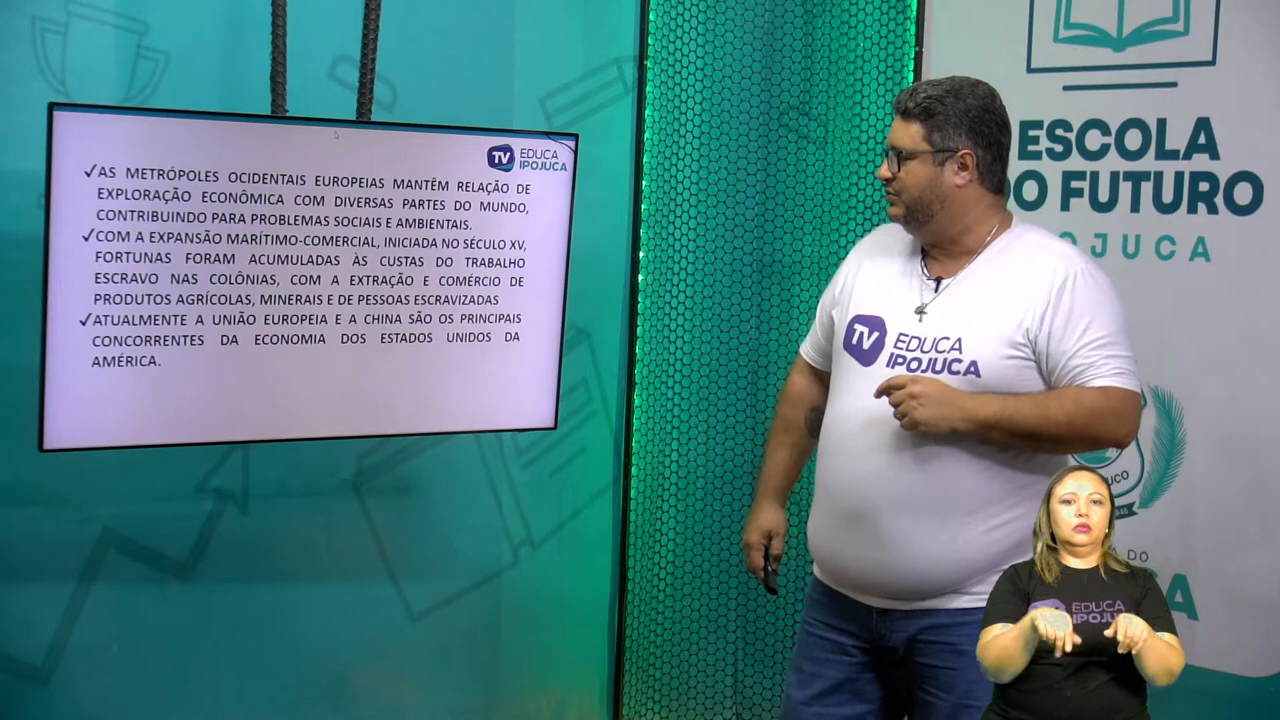 TV EDUCA
IPOJUCA
✓AS METRÓPOLES OCIDENTAIS EUROPEIAS MANTÊM RELAÇÃO DE
EXPLORAÇÃO ECONÔMICA COM DIVERSAS PARTES DO MUNDO,
CONTRIBUINDO PARA PROBLEMAS SOCIAIS E AMBIENTAIS.
✓COM A EXPANSÃO MARÍTIMO-COMERCIAL, INICIADA NO SÉCULO XV,
FORTUNAS FORAM ACUMULADAS ÀS CUSTAS DO TRABALHO
ESCRAVO NAS COLÔNIAS, COM A EXTRAÇÃO E COMÉRCIO DE
PRODUTOS AGRÍCOLAS, MINERAIS E DE PESSOAS ESCRAVIZADAS
✓ATUALMENTE A UNIÃO EUROPEIA E A CHINA SÃO OS PRINCIPAIS
CONCORRENTES DA ECONOMIA DOS ESTADOS UNIDOS DA
AMÉRICA.
ESCOLA
DO FUTURO
OJUCA
TV EDUCA
IPOJUCA
DO
EDUCA
IPOJU